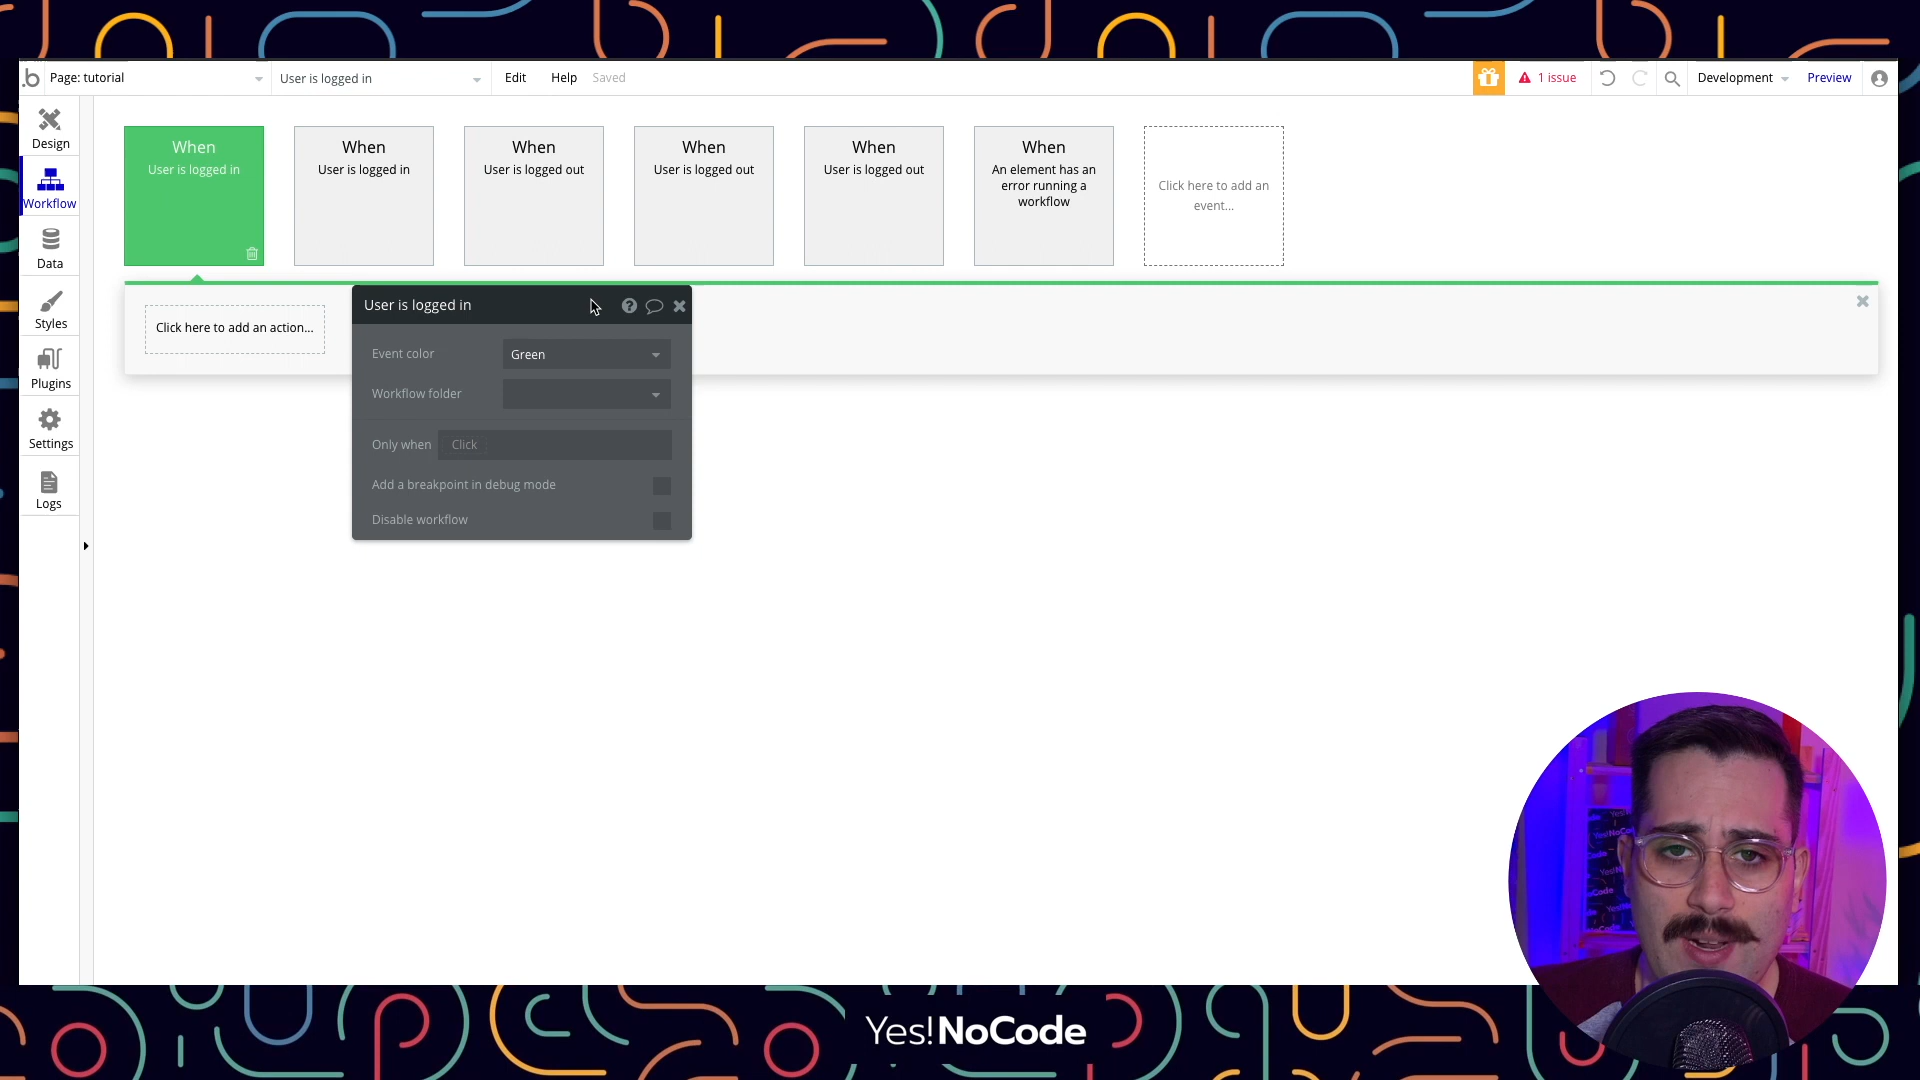 .b Page: tutorial
User is logged in
Edit
Help
Saved
1 issue
Development
Preview
Design
Workflow
Data
Styles
Plugins
Settings
Logs
When
User is logged in
When
User is logged in
When
User is logged out
When
User is logged out
When
User is logged out
When
An element has an
error running a
workflow
Click here to add an
event...
Click here to add an action...
User is logged in
?
Event color
Green
Workflow folder
Only when
Click
Add a breakpoint in debug mode
Disable workflow
Yes!NoCode